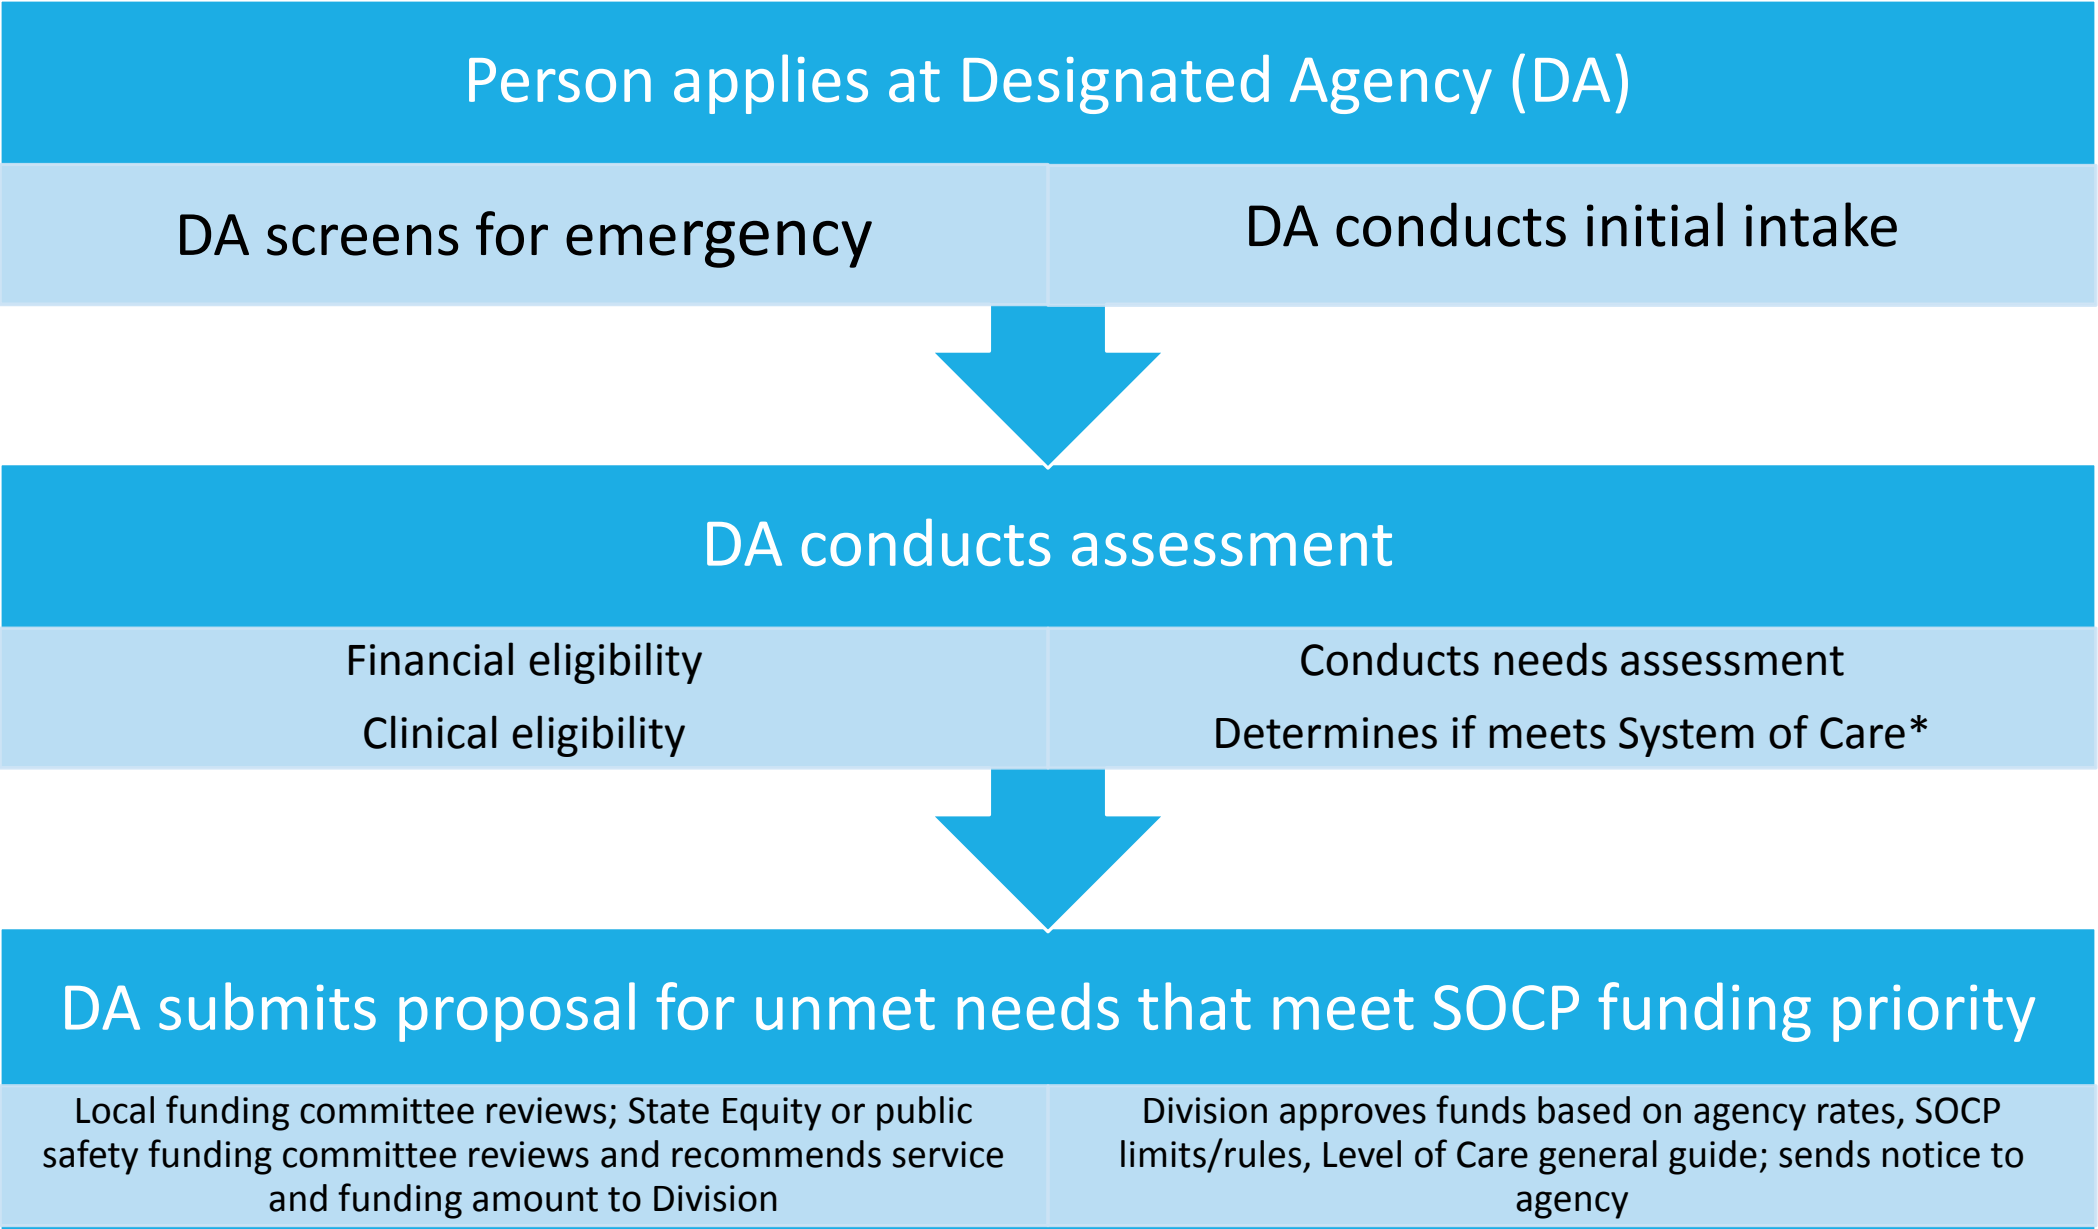 Person applies at Designated Agency (DA)
DA screens for emergency
DA conducts initial intake
DA conducts assessment
Financial eligibility
Clinical eligibility
Conducts needs assessment
Determines if meets System of Care*
DA submits proposal for unmet needs that meet SOCP funding priority
Local funding committee reviews; State Equity or public
safety funding committee reviews and recommends service
and funding amount to Division
Division approves funds based on agency rates, SOCP
limits/rules, Level of Care general guide; sends notice to
agency